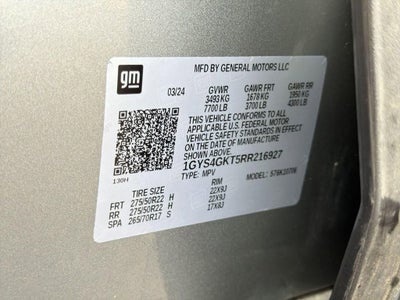 gm
MFD BY GENERAL MOTORS LLC
03/24 GVWR GAWR FRT GAWR RR
3493 KG 1678 KG 1950 KG
7700 LB 3700 LB 4300 LB
THIS VEHICLE CONFORMS TO ALL
APPLICABLE U.S. FEDERAL MOTOR
VEHICLE SAFETY STANDARDS IN EFFECT
ON THE DATE OF MANUFACTURE SHOWN ABOVE.
1GYS4GKT5RR216927
130H
TYPE: MPV MODEL:
TIRE SIZE RIM
FRT 275/50R22 H 22X9J
RR 275/50R22 H 22X9J
SPA 265/70R17 S 17X8J